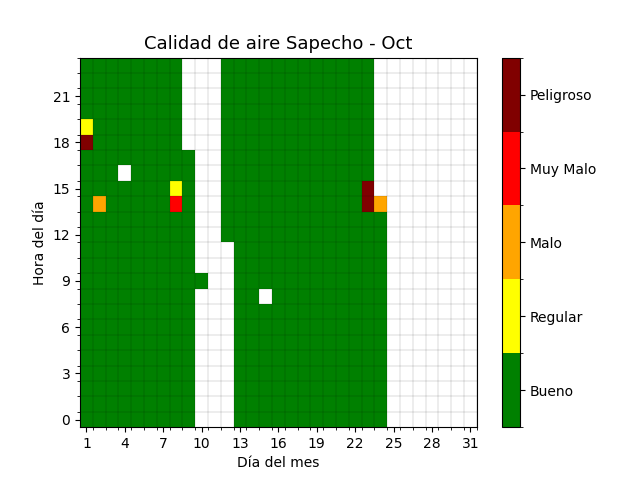 Calidad de aire Sapecho - Oct
21
18
15
12
9
6
3
0
Hora del día
1 4 7 10 13 16 19 22 25 28 31
Día del mes
Peligroso
Muy Malo
Malo
Regular
Bueno